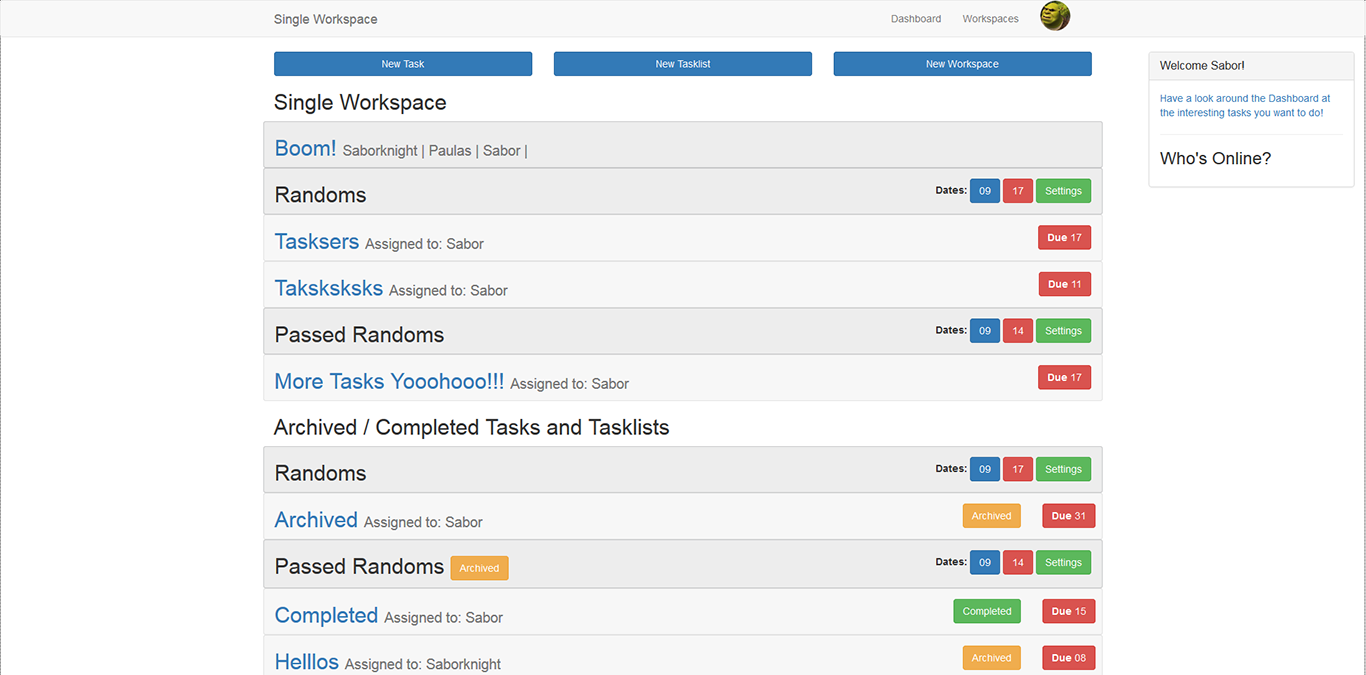 Single Workspace Dashboard Workspaces
New Task New Tasklist New Workspace
Single Workspace
Boom! Saborknight | Paulas | Sabor |
Randoms Dates: 09 17 Settings
Tasksers Assigned to: Sabor Due 17
Taksksksks Assigned to: Sabor Due 11
Passed Randoms Dates: 09 14 Settings
More Tasks Yooohooo!!! Assigned to: Sabor Due 17
Archived / Completed Tasks and Tasklists
Randoms Dates: 09 17 Settings
Archived Assigned to: Sabor Archived Due 31
Passed Randoms Archived Dates: 09 14 Settings
Completed Assigned to: Sabor Completed Due 15
Helllos Assigned to: Saborknight Archived Due 08
Welcome Sabor!
Have a look around the Dashboard at
the interesting tasks you want to do!
Who's Online?